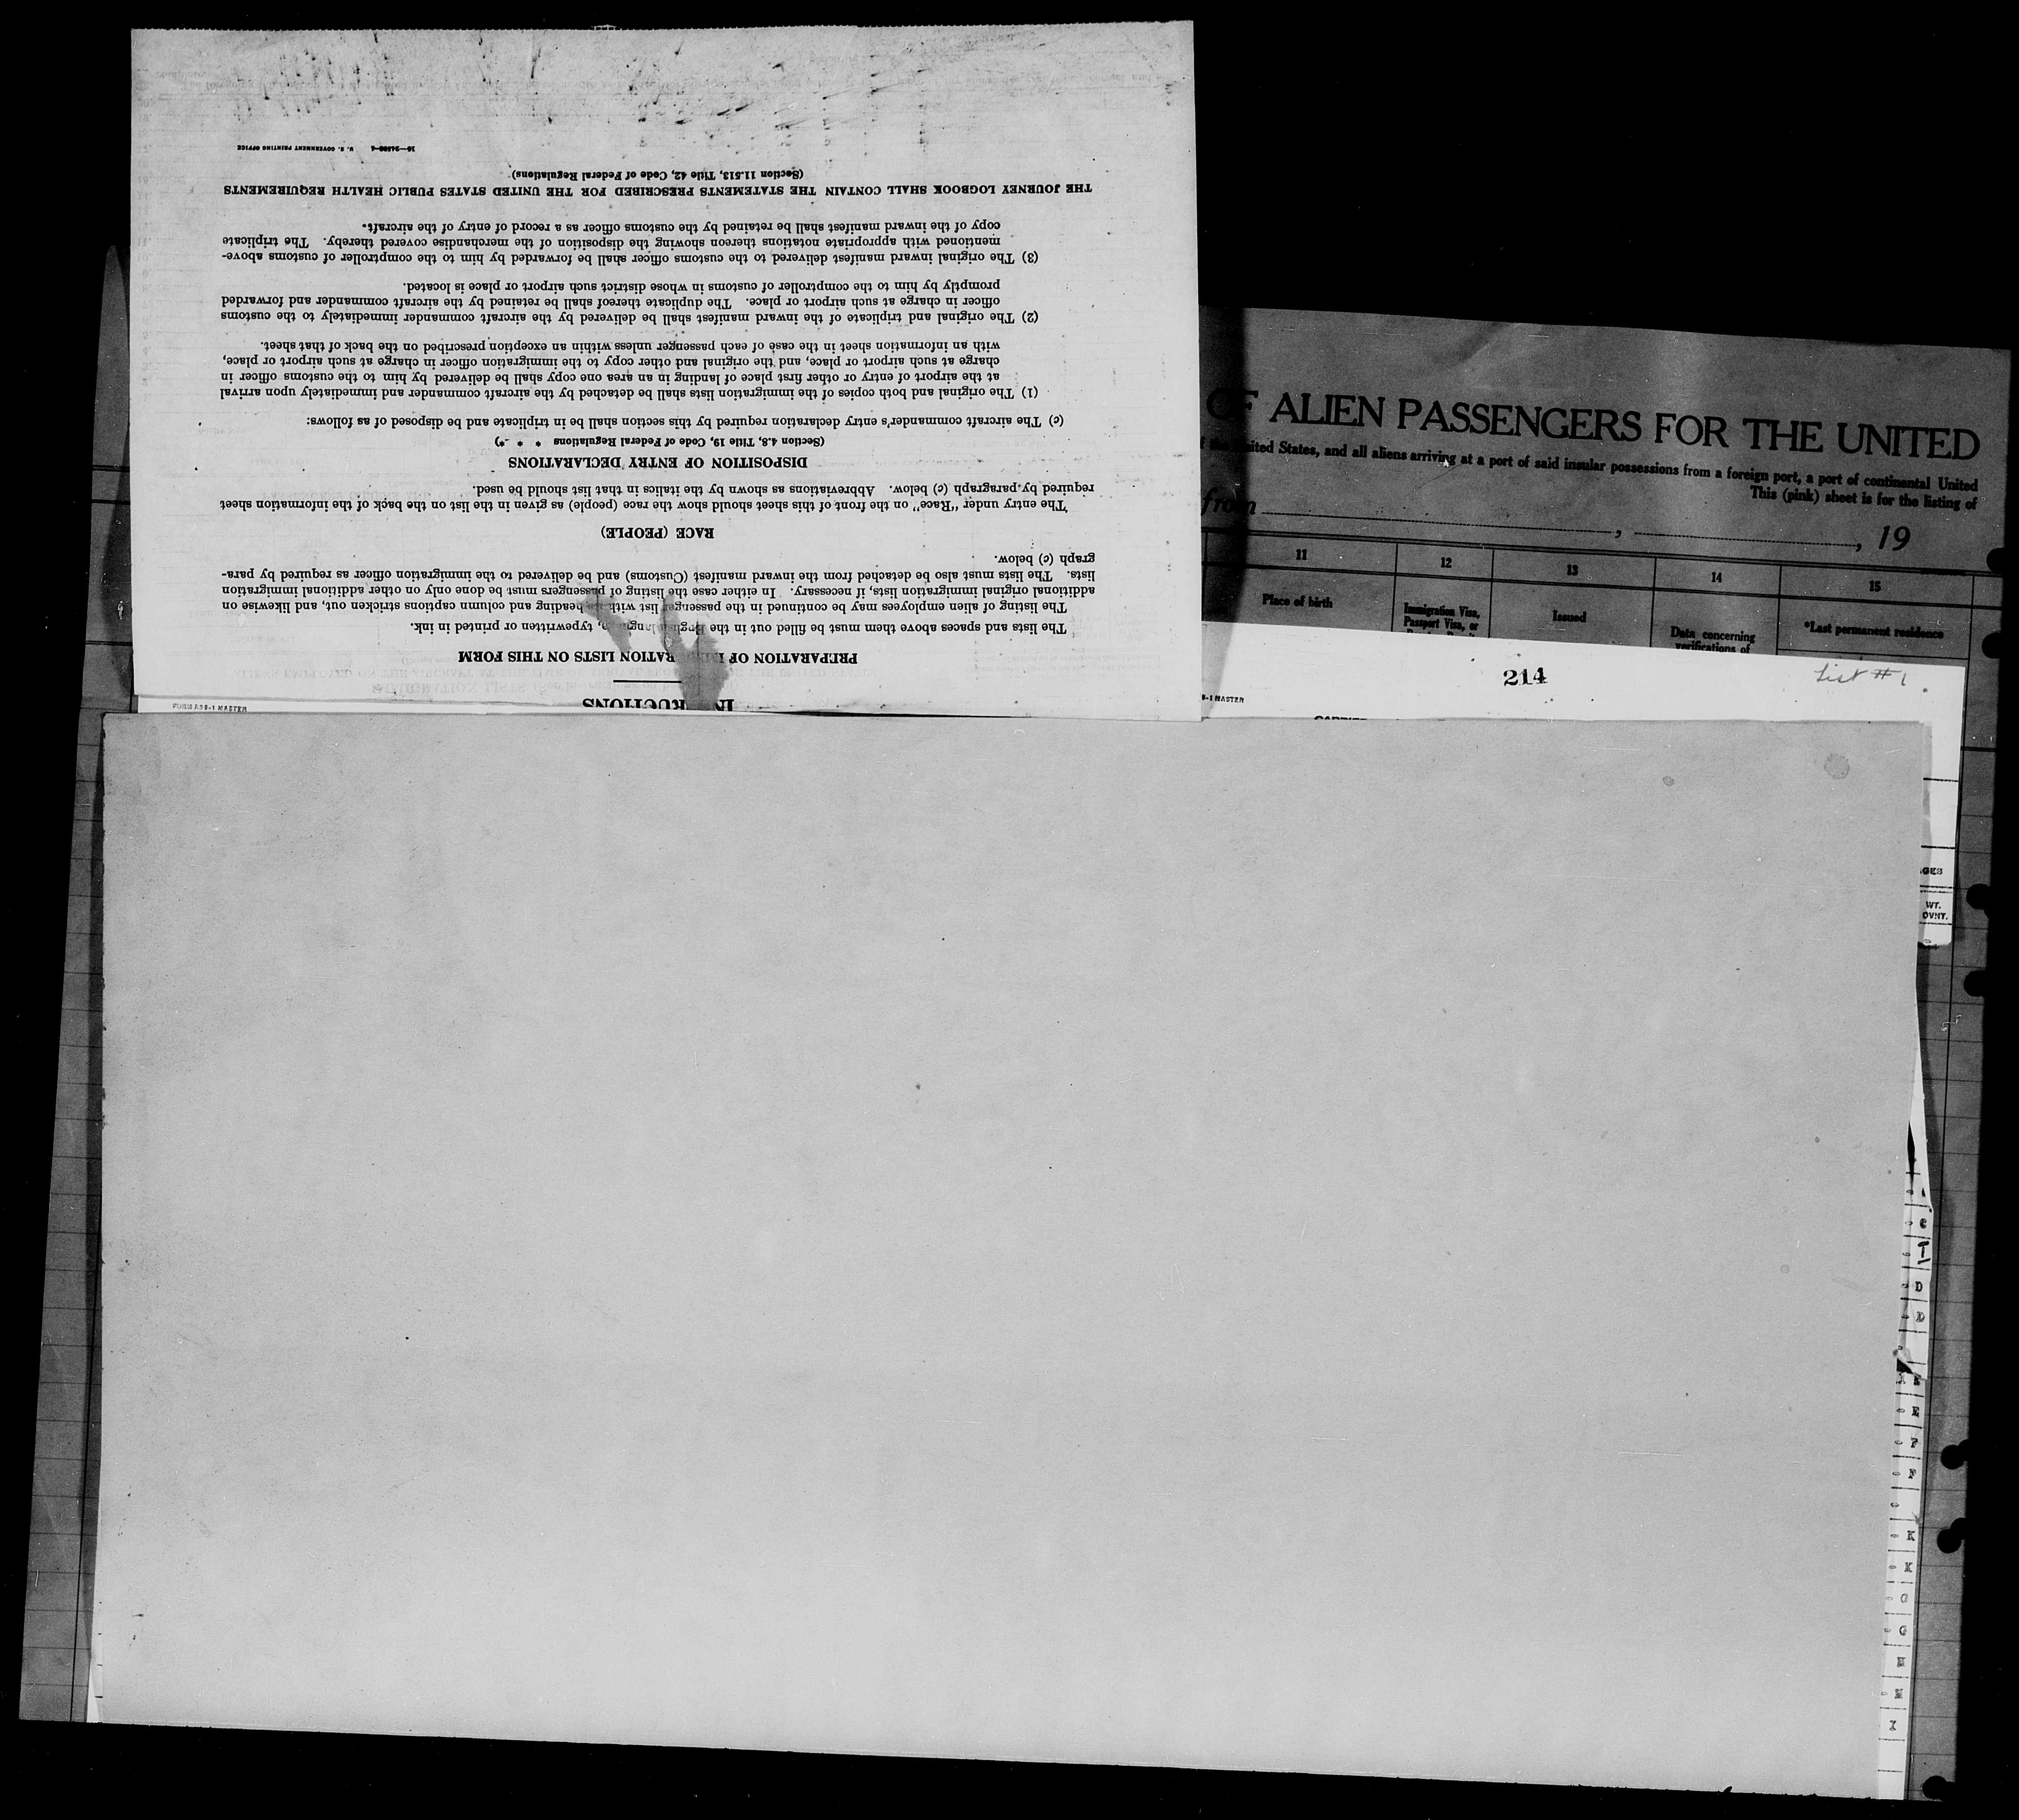 INSTRUCTIONS
PREPARATION OF IMMIGRATION LISTS ON THIS FORM
The lists and spaces above them must be filled out in the English language, typewritten or printed in ink.
The listing of alien employees may be continued in the passenger list with the heading and column captions stricken out, and likewise on
additional original immigration lists, if necessary. In either case the listing of passengers must be done only on other additional immigration
lists. The lists must also be detached from the inward manifest (Customs) and be delivered to the immigration officer as required by para-
graph (c) below.
RACE (PEOPLE)
The entry under "Race" on the front of this sheet should show the race (people) as given in the list on the back of the information sheet
required by paragraph (c) below. Abbreviations as shown by the italics in that list should be used.
DISPOSITION OF ENTRY DECLARATIONS
(Section 4.8, Title 19, Code of Federal Regulations * * *)
(c) The aircraft commander's entry declaration required by this section shall be in triplicate and be disposed of as follows:
(1) The original and both copies of the immigration lists shall be detached by the aircraft commander and immediately upon arrival
at the airport of entry or other first place of landing in an area one copy shall be delivered by him to the customs officer in
charge at such airport or place, and the original and other copy to the immigration officer in charge at such airport or place,
with an information sheet in the case of each passenger unless within an exception prescribed on the back of that sheet.
(2) The original and triplicate of the inward manifest shall be delivered by the aircraft commander immediately to the customs
officer in charge at such airport or place. The duplicate thereof shall be retained by the aircraft commander and forwarded
promptly by him to the comptroller of customs in whose district such airport or place is located.
(3) The original inward manifest delivered to the customs officer shall be forwarded by him to the comptroller of customs above-
mentioned with appropriate notations thereon showing the disposition of the merchandise covered thereby. The triplicate
copy of the inward manifest shall be retained by the customs officer as a record of entry of the aircraft.
THE JOURNEY LOGBOOK SHALL CONTAIN THE STATEMENTS PRESCRIBED FOR THE UNITED STATES PUBLIC HEALTH REQUIREMENTS
(Section 11.513, Title 42, Code of Federal Regulations)
U. S. GOVERNMENT PRINTING OFFICE
OF ALIEN PASSENGERS FOR THE UNITED
United States, and all aliens arriving at a port of said insular possessions from a foreign port, a port of continental United
This (pink) sheet is for the listing of
from , , 19
11 12 13 14 15
Place of birth
Immigration Visa,
Passport Visa, or
Issued
Data concerning
verifications of
*Last permanent residence
214
List #1
MASTER
WT.
D
D
E
K
K